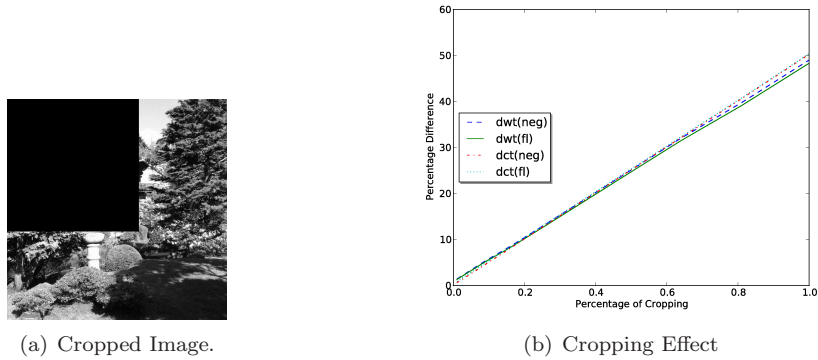 60
50
40
30
20
10
0
0.0 0.2 0.4 0.6 0.8 1.0
Percentage Difference
dwt(neg)
dwt(fl)
dct(neg)
dct(fl)
Percentage of Cropping
(a) Cropped Image.
(b) Cropping Effect